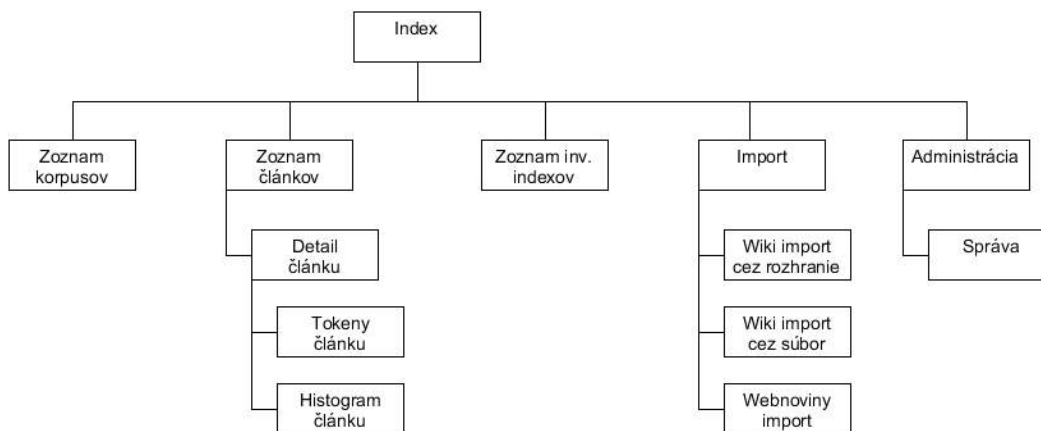 Index
Zoznam
korpusov
Zoznam
článkov
Zoznam inv.
indexov
Import
Administrácia
Detail
článku
Wiki import
cez rozhranie
Správa
Tokeny
článku
Wiki import
cez súbor
Histogram
článku
Webnoviny
import